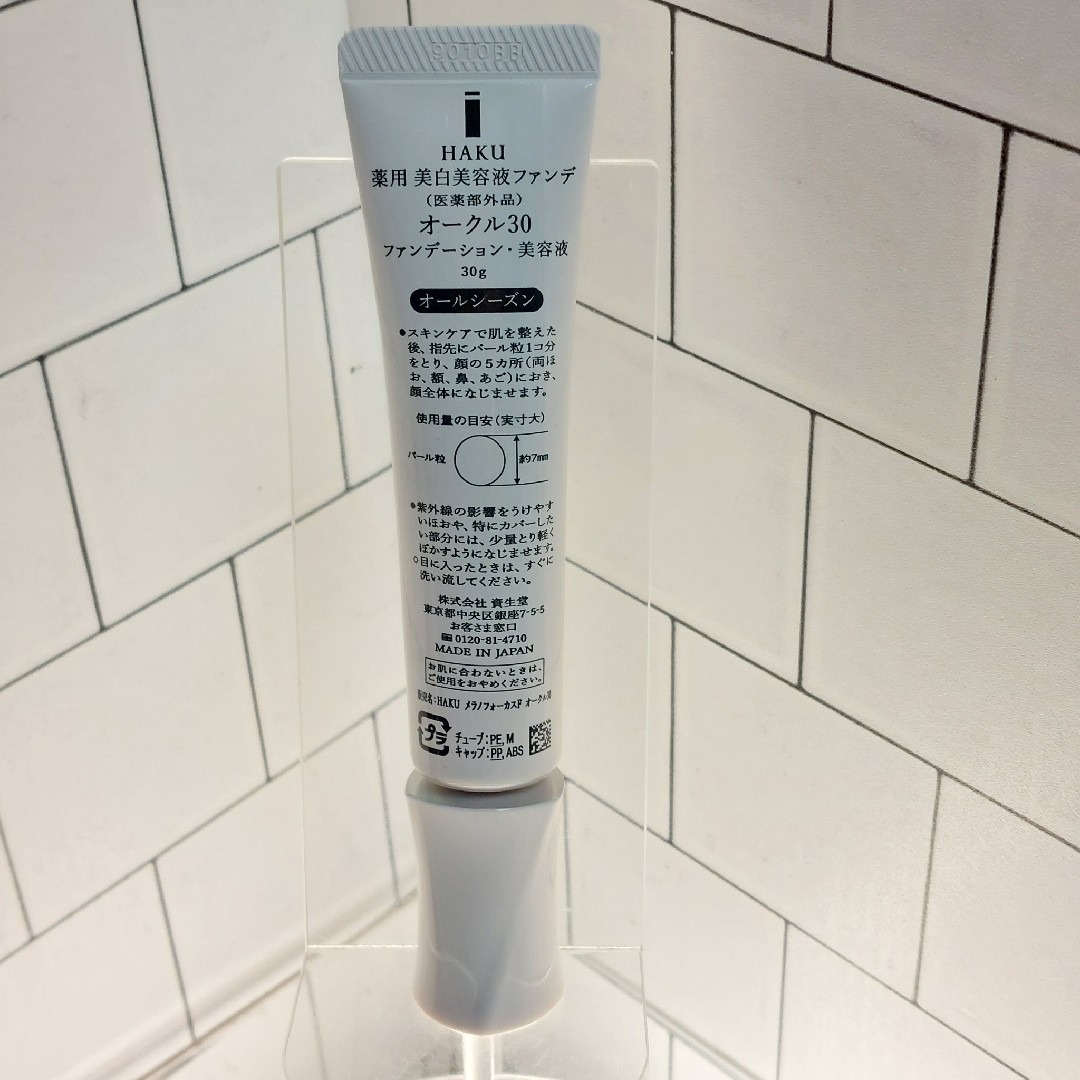 9010BB
HAKU
薬用 美白美容液ファンデ
(医薬部外品)
オークル30
ファンデーション・美容液
30g
オールシーズン
●スキンケアで肌を整えた
後、指先にパール粒1コ分
をとり、顔の5カ所(両ほ
お、額、鼻、あご)におき、
顔全体になじませます。
使用量の目安(実寸大)
パール粒 約7mm
●紫外線の影響をうけやす
いほおや、特にカバーした
い部分には、少量とり軽く
ぼかすようになじませます。
○目に入ったときは、すぐに
洗い流してください。
株式会社 資生堂
東京都中央区銀座7-5-5
お客さま窓口
0120-81-4710
MADE IN JAPAN
お肌に合わないときは、
ご使用をおやめください。
販売名:HAKU メラノフォーカスF オークル30
プラ
チューブ:PE,M
キャップ:PP,ABS